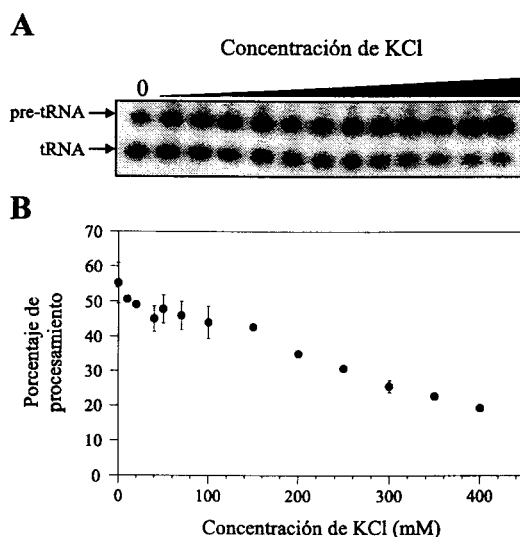 A
Concentración de KCl
0
pre-tRNA
tRNA
B
70
60
50
40
30
20
10
0
Porcentaje de
procesamiento
0
100
200
300
400
Concentración de KCl (mM)